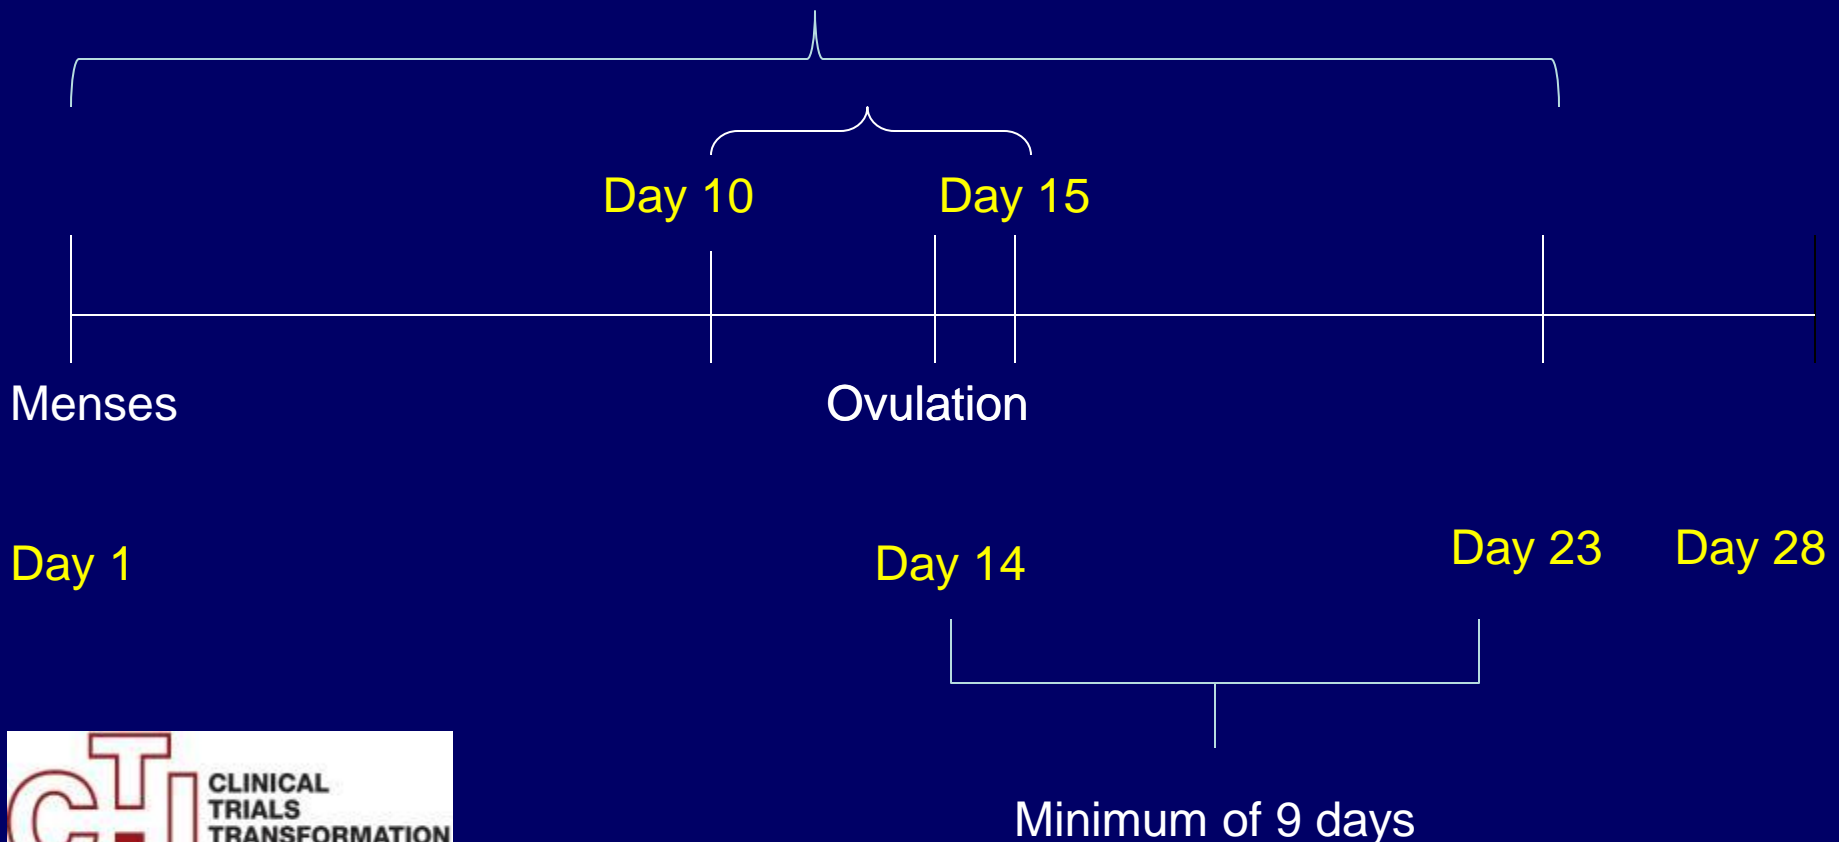 Day 10 Day 15
Menses Ovulation
Day 1 Day 14 Day 23 Day 28
CTTI
CLINICAL
TRIALS
TRANSFORMATION
Minimum of 9 days